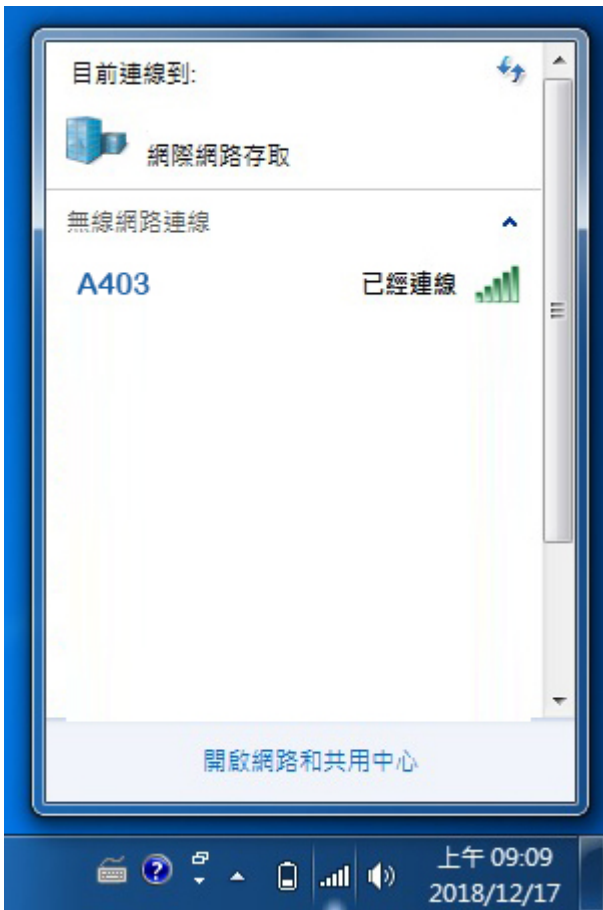 目前連線到:
網際網路存取
無線網路連線
A403 已經連線
開啟網路和共用中心
上午 09:09
2018/12/17